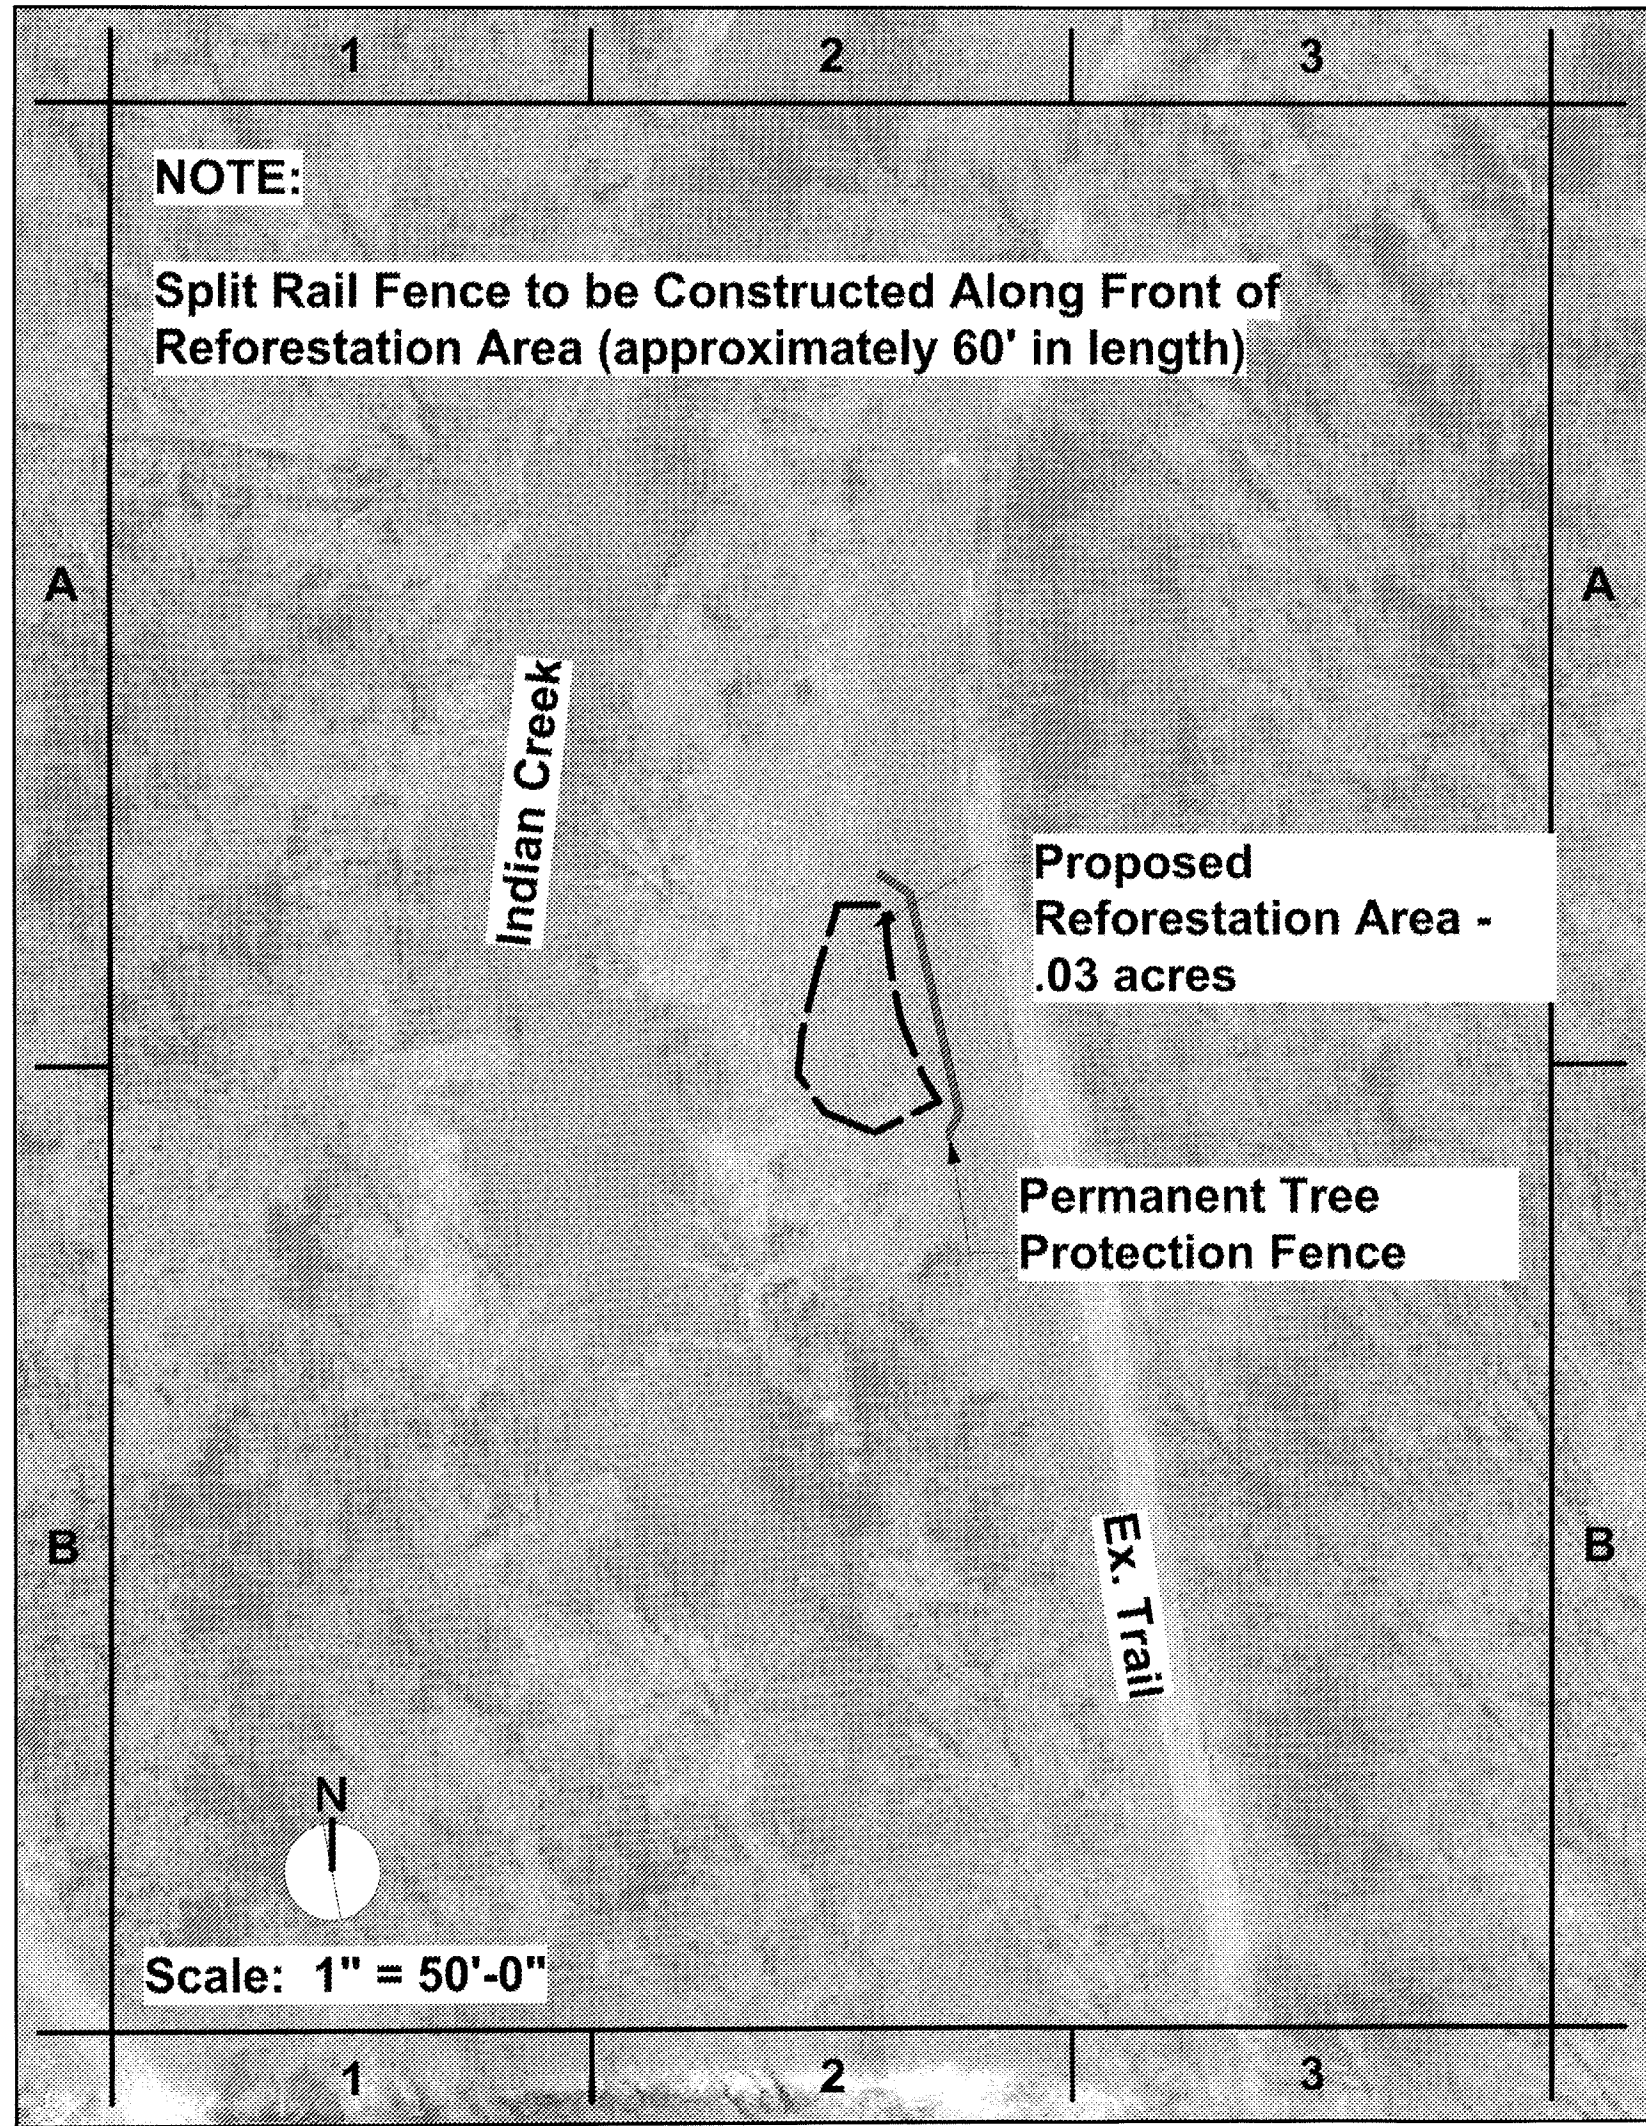 1 2 3
NOTE:
Split Rail Fence to be Constructed Along Front of
Reforestation Area (approximately 60' in length)
A A
Indian Creek
Proposed
Reforestation Area -
.03 acres
Permanent Tree
Protection Fence
B B
Ex. Trail
N
Scale: 1" = 50'-0"
1 2 3